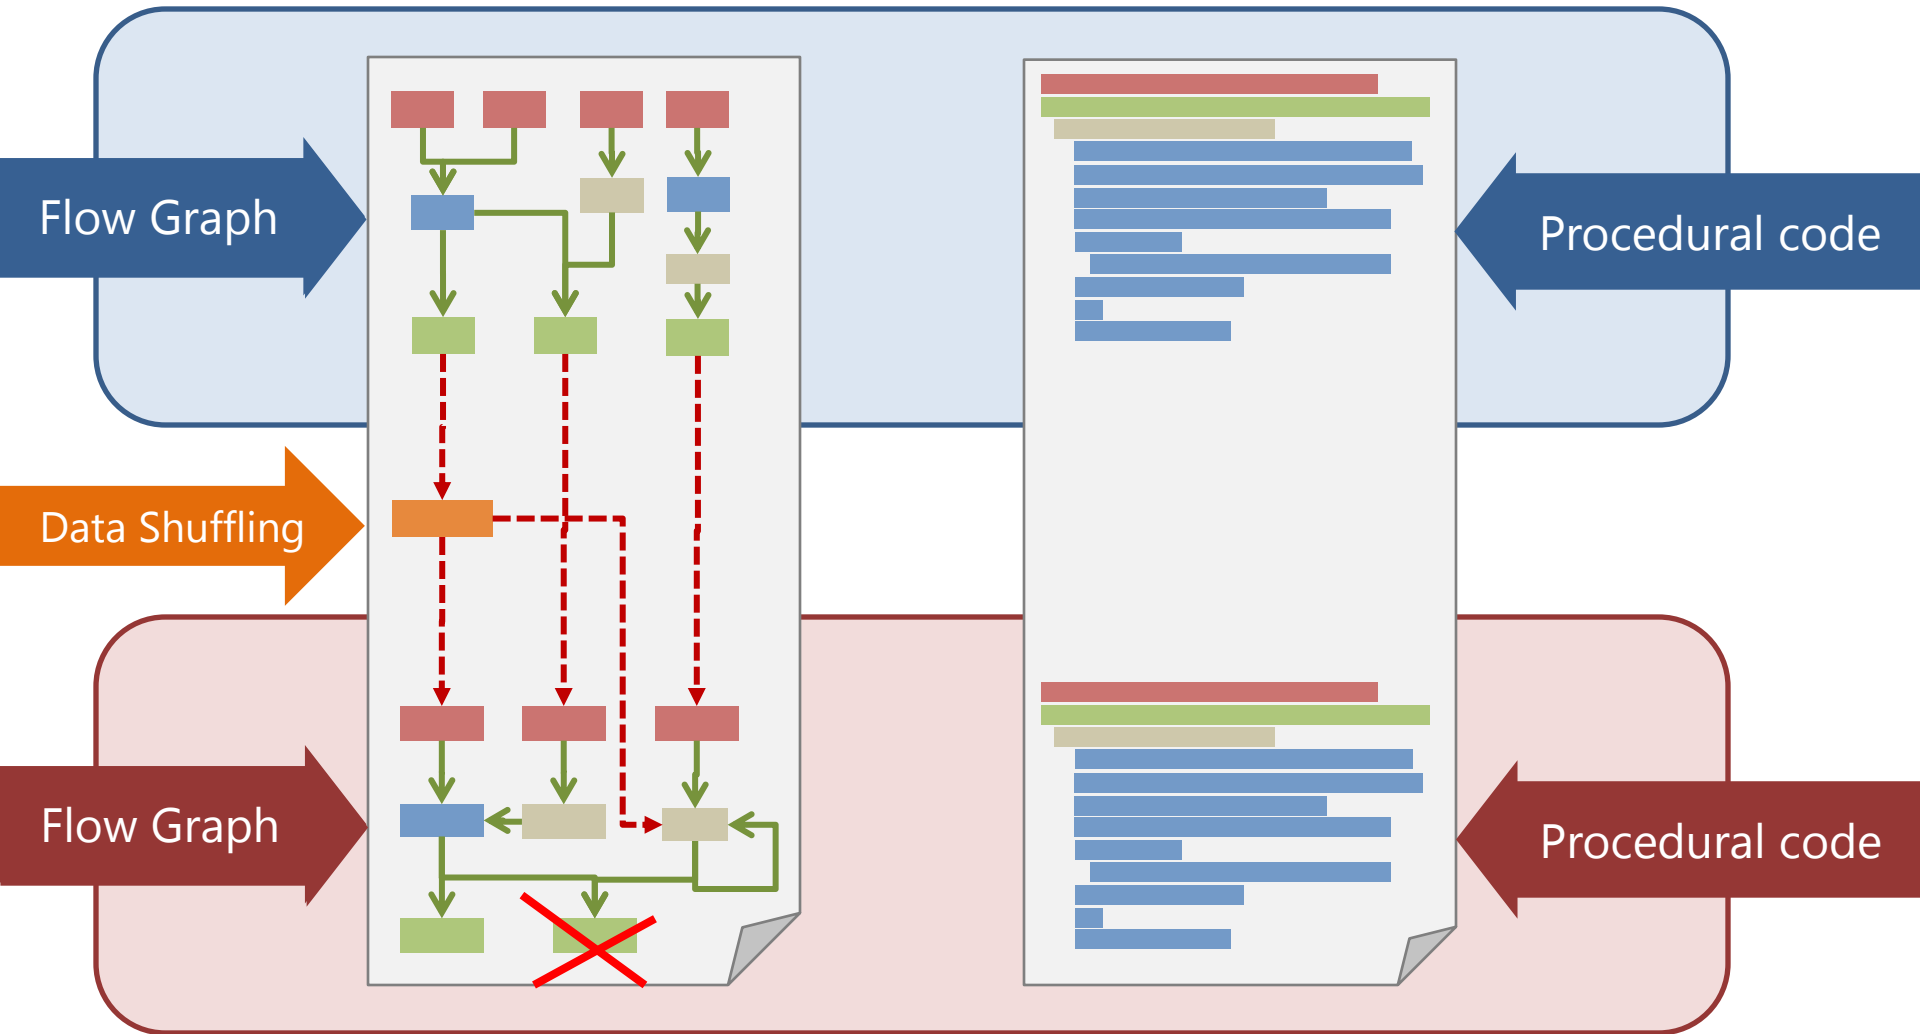 Flow Graph
Procedural code
Data Shuffling
Flow Graph
Procedural code